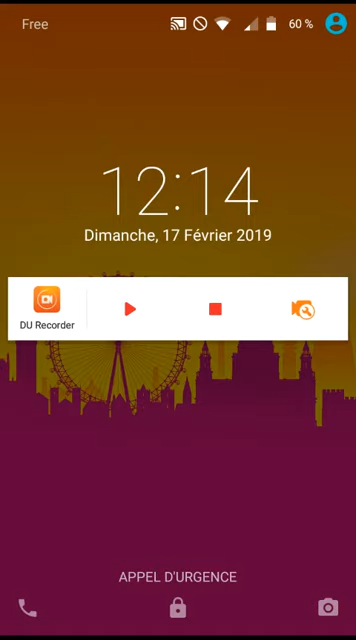 Free
60 %
12:14
Dimanche, 17 Février 2019
DU Recorder
APPEL D'URGENCE